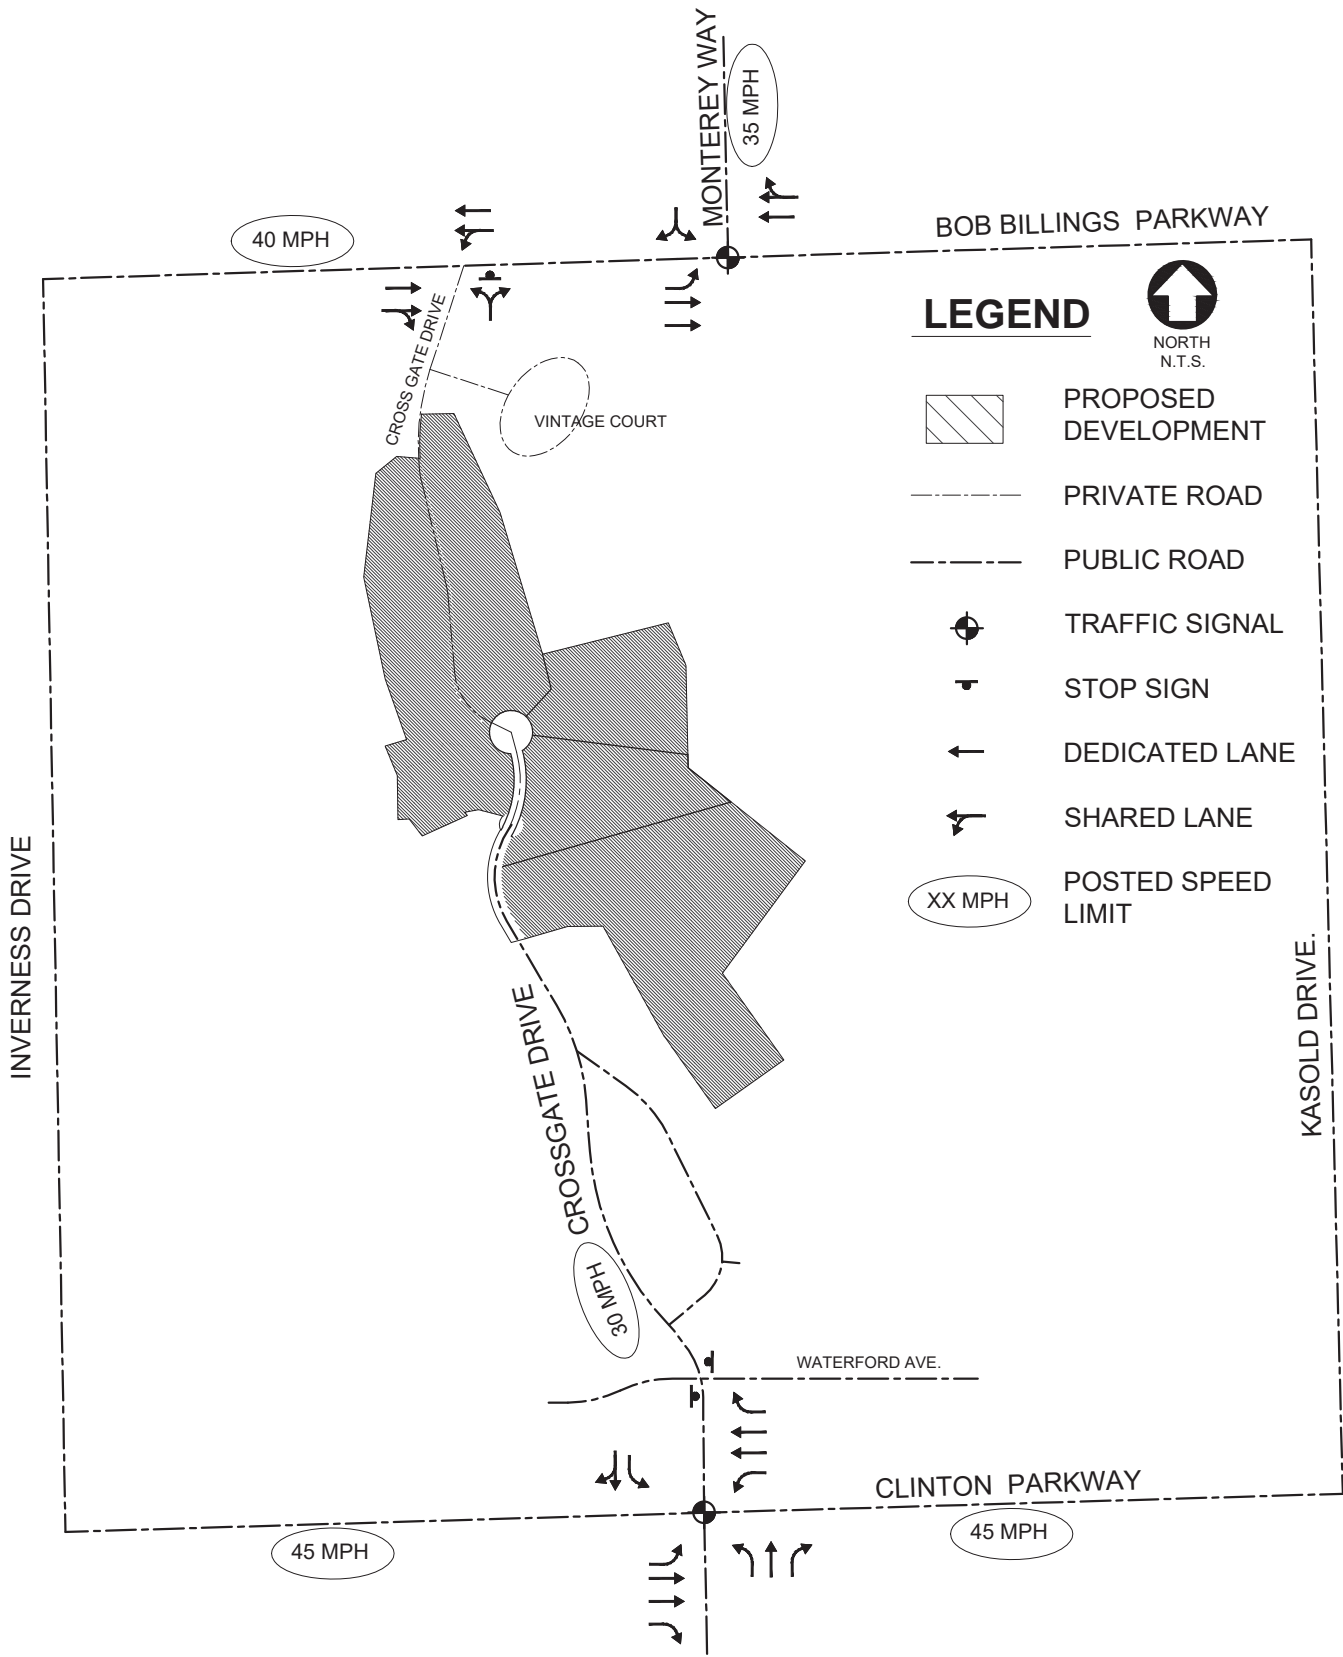 MONTEREY WAY
35 MPH
BOB BILLINGS PARKWAY
40 MPH
CROSS GATE DRIVE
VINTAGE COURT
LEGEND
NORTH
N.T.S.
PROPOSED
DEVELOPMENT
PRIVATE ROAD
PUBLIC ROAD
TRAFFIC SIGNAL
STOP SIGN
DEDICATED LANE
SHARED LANE
XX MPH
POSTED SPEED
LIMIT
INVERNESS DRIVE
KASOLD DRIVE.
CROSSGATE DRIVE
30 MPH
WATERFORD AVE.
CLINTON PARKWAY
45 MPH
45 MPH